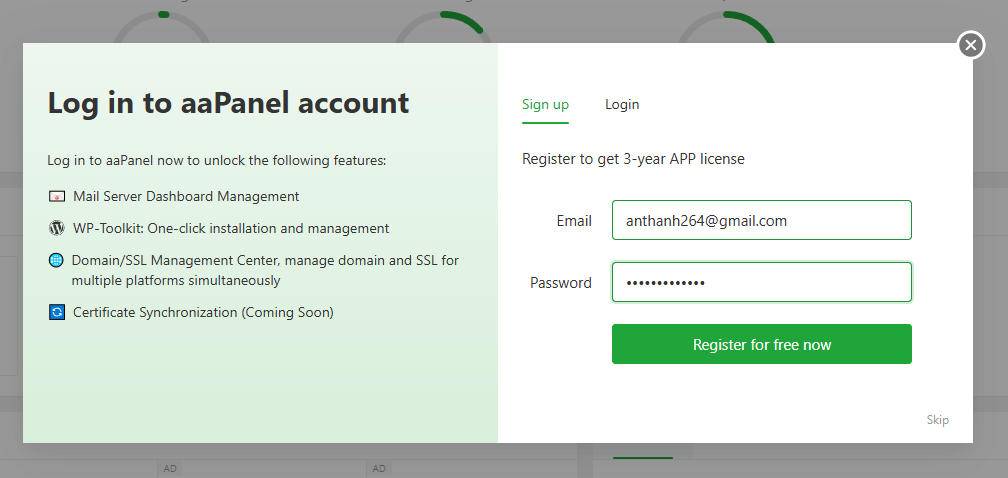 Log in to aaPanel account
Log in to aaPanel now to unlock the following features:
Mail Server Dashboard Management
WP-Toolkit: One-click installation and management
Domain/SSL Management Center, manage domain and SSL for
multiple platforms simultaneously
Certificate Synchronization (Coming Soon)
Sign up Login
Register to get 3-year APP license
Email anthanh264@gmail.com
Password •••••••••••••
Register for free now
Skip
AD AD